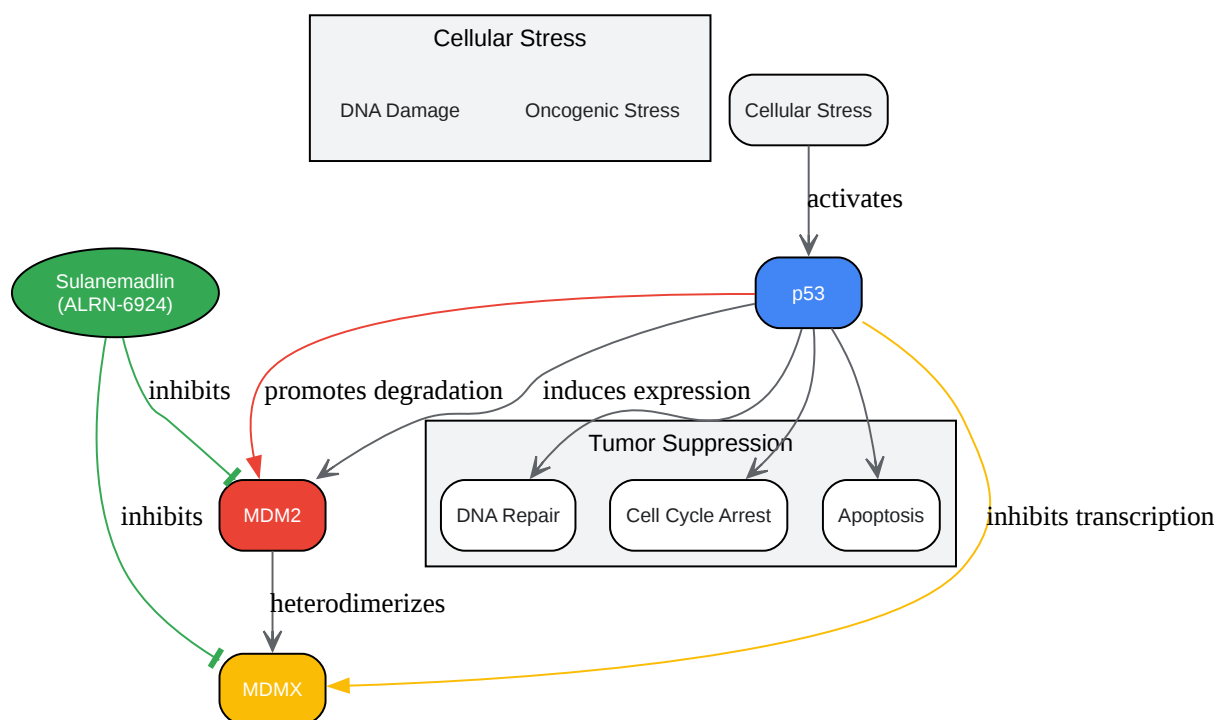 Cellular Stress
DNA Damage
Oncogenic Stress
Cellular Stress
activates
Sulanemadlin
(ALRN-6924)
p53
inhibits
promotes degradation
induces expression
Tumor Suppression
MDM2
DNA Repair
Cell Cycle Arrest
Apoptosis
inhibits
inhibits transcription
heterodimerizes
MDMX